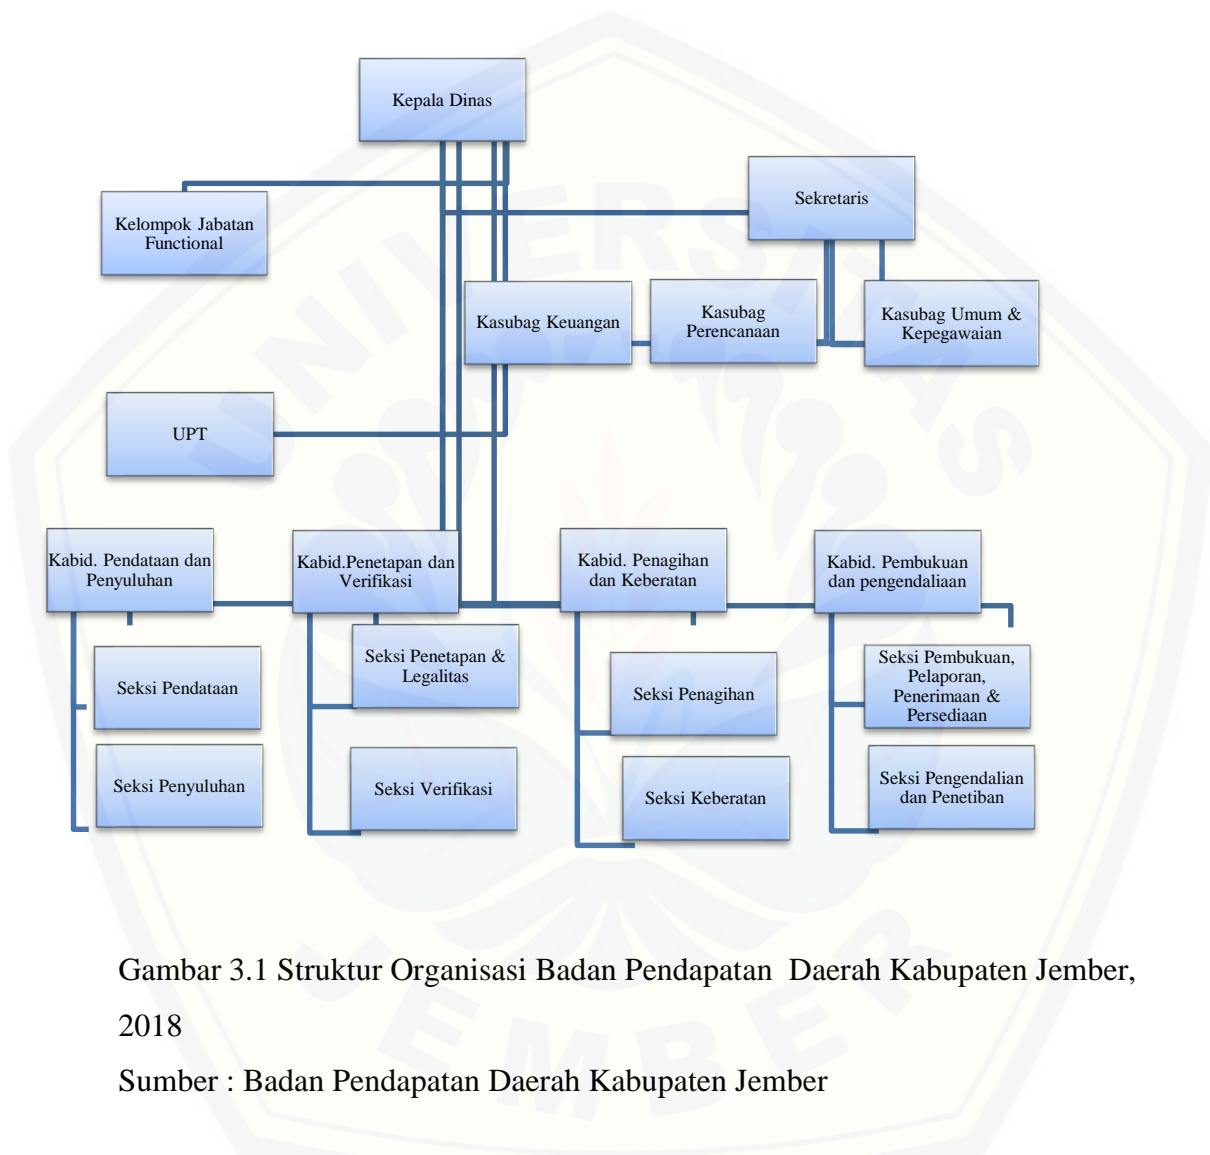 Kepala Dinas
Sekretaris
Kelompok Jabatan
Functional
Kasubag Keuangan
Kasubag
Perencanaan
Kasubag Umum &
Kepegawaian
UPT
Kabid. Pendataan dan
Penyuluhan
Kabid.Penetapan dan
Verifikasi
Kabid. Penagihan
dan Keberatan
Kabid. Pembukuan
dan pengendaliaan
Seksi Pendataan
Seksi Penetapan &
Legalitas
Seksi Penagihan
Seksi Pembukuan,
Pelaporan,
Penerimaan &
Persediaan
Seksi Penyuluhan
Seksi Verifikasi
Seksi Keberatan
Seksi Pengendalian
dan Penetiban
Gambar 3.1 Struktur Organisasi Badan Pendapatan  Daerah Kabupaten Jember,
2018
Sumber : Badan Pendapatan Daerah Kabupaten Jember
UNIVERSITAS
JEMBER